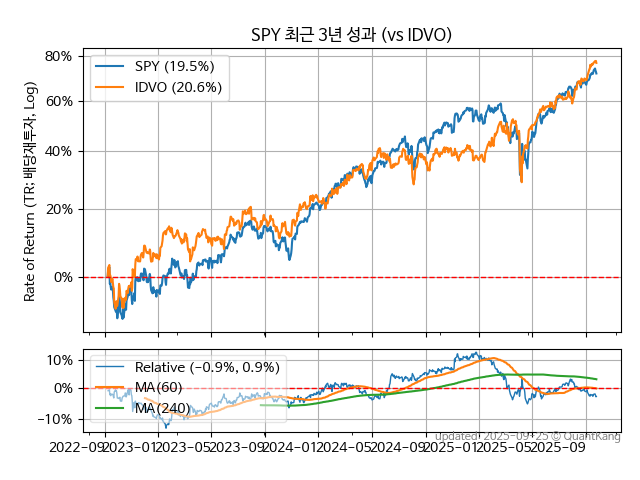 SPY 최근 3년 성과 (vs IDVO)
Rate of Return (TR: 배당재투자, Log)
80%
60%
40%
20%
0%
SPY (19.5%)
IDVO (20.6%)
10%
0%
−10%
Relative (−0.9%, 0.9%)
MA(60)
MA(240)
updated: 2025-09-25 © QuantKang
2022-09 2023-01 2023-05 2023-09 2024-01 2024-05 2024-09 2025-01 2025-05 2025-09